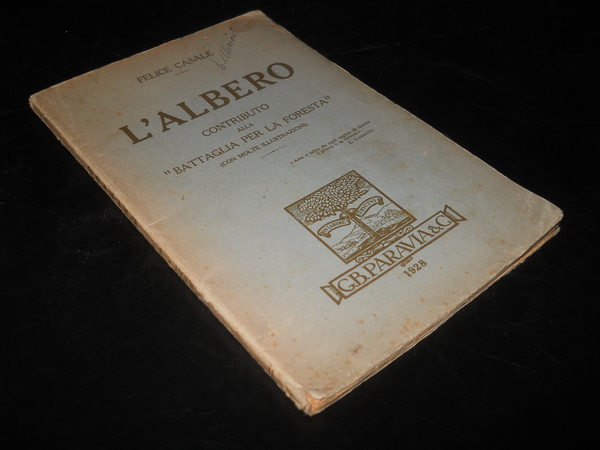 FELICE CASALE
L'ALBERO
CONTRIBUTO
ALLA
"BATTAGLIA PER LA FORESTA"
(CON MOLTE ILLUSTRAZIONI)
G.B. PARAVIA & C.
1928